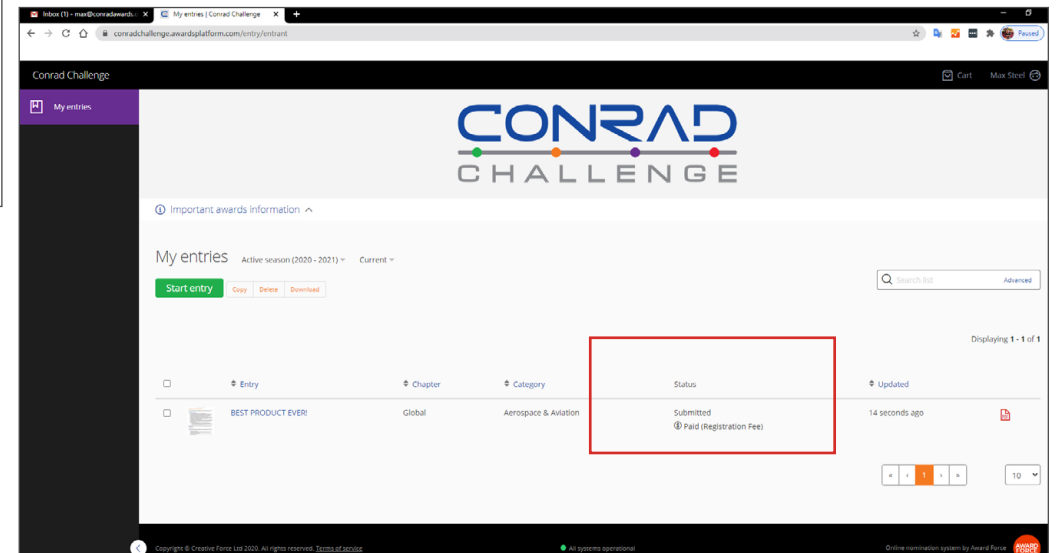 Inbox (1) - max@conradawards.c
My entries | Conrad Challenge
conradchallenge.awardsplatform.com/entry/entrant
Paused
Conrad Challenge
Cart
Max Steel
My entries
CONRAD
CHALLENGE
Important awards information
My entries
Active season (2020 - 2021)
Current
Start entry
Copy
Delete
Download
Search list
Advanced
Displaying 1 - 1 of 1
Entry
Chapter
Category
Status
Updated
BEST PRODUCT EVER!
Global
Aerospace & Aviation
Submitted
14 seconds ago
Paid (Registration Fee)
« ‹ 1 › »
10
Copyright © Creative Force Ltd 2020. All rights reserved. Terms of service
All systems operational
Online nomination system by Award Force
AWARD
FORCE